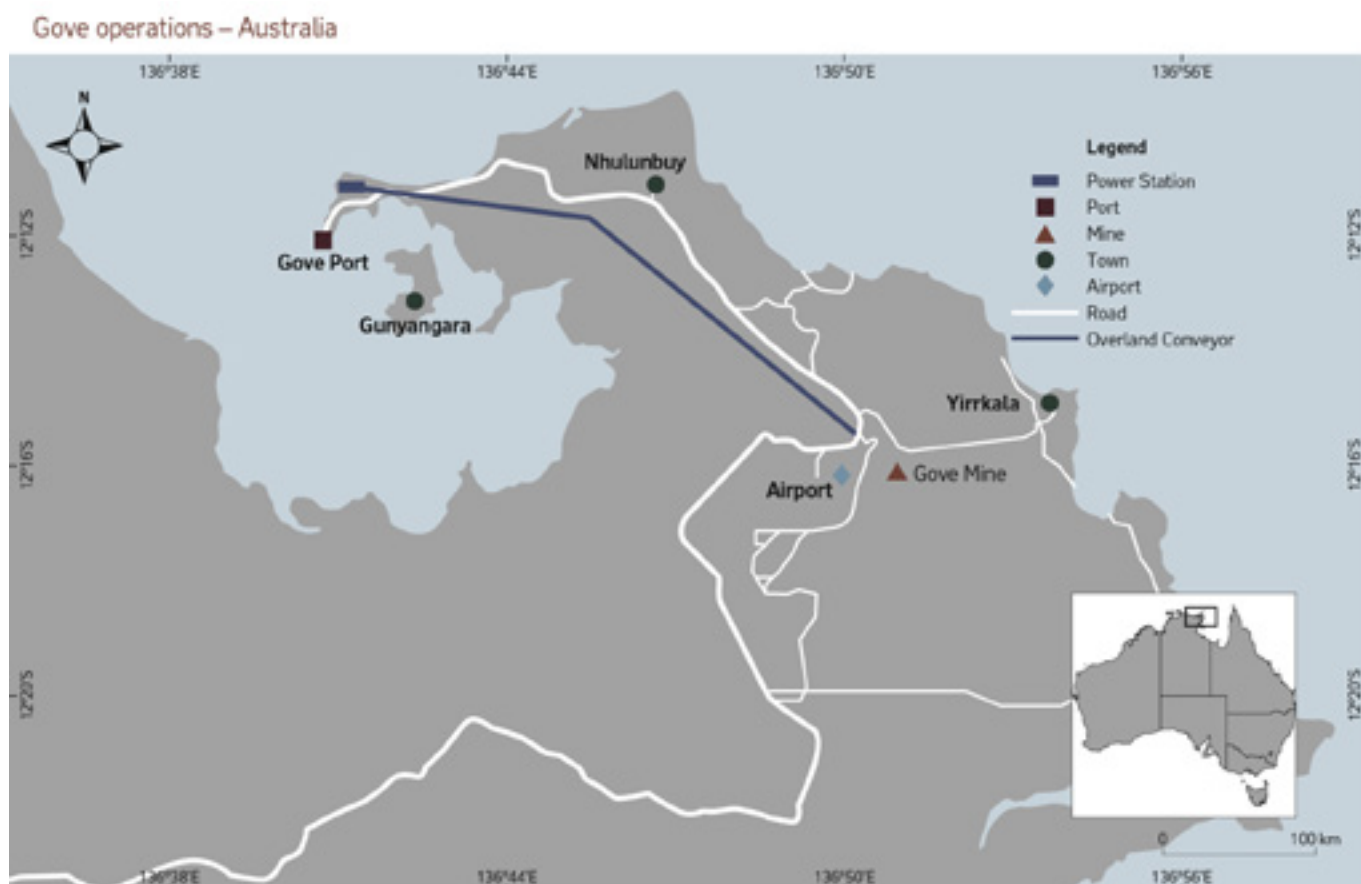 Gove operations – Australia
136°38'E 136°44'E 136°50'E 136°56'E
N
Nhulunbuy
Legend
Power Station
Port
Mine
Town
Airport
Road
Overland Conveyor
12°12'S 12°12'S
Gove Port
Gunyangara
Yirrkala
12°16'S 12°16'S
Airport
Gove Mine
12°20'S 12°20'S
0 100 km
136°38'E 136°44'E 136°50'E 136°56'E